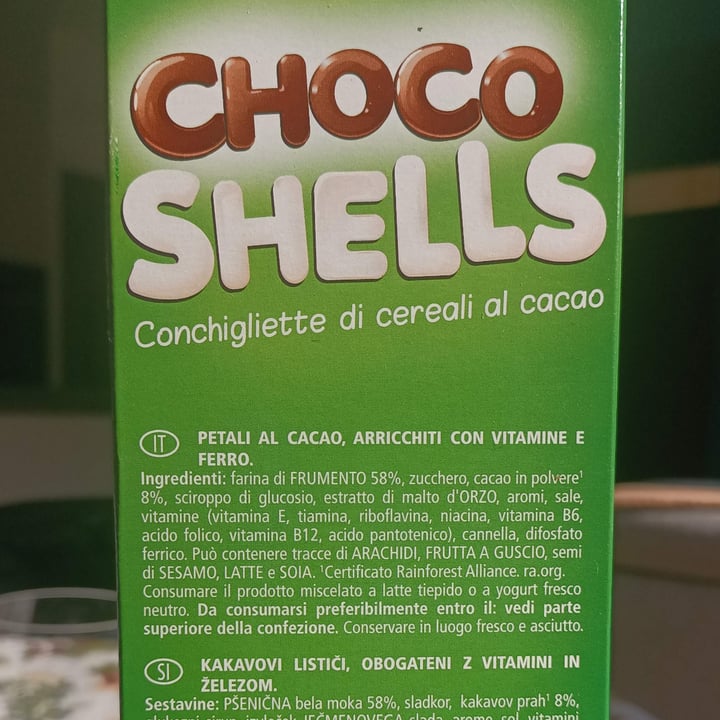 CHOCO
SHELLS
Conchigliette di cereali al cacao
IT PETALI AL CACAO, ARRICCHITI CON VITAMINE E
FERRO.
Ingredienti: farina di FRUMENTO 58%, zucchero, cacao in polvere¹
8%, sciroppo di glucosio, estratto di malto d'ORZO, aromi, sale,
vitamine (vitamina E, tiamina, riboflavina, niacina, vitamina B6,
acido folico, vitamina B12, acido pantotenico), cannella, difosfato
ferrico. Può contenere tracce di ARACHIDI, FRUTTA A GUSCIO, semi
di SESAMO, LATTE e SOIA. ¹Certificato Rainforest Alliance. ra.org.
Consumare il prodotto miscelato a latte tiepido o a yogurt fresco
neutro. Da consumarsi preferibilmente entro il: vedi parte
superiore della confezione. Conservare in luogo fresco e asciutto.
SI KAKAVOVI LISTIČI, OBOGATENI Z VITAMINI IN
ŽELEZOM.
Sestavine: PŠENIČNA bela moka 58%, sladkor, kakavov prah¹ 8%,